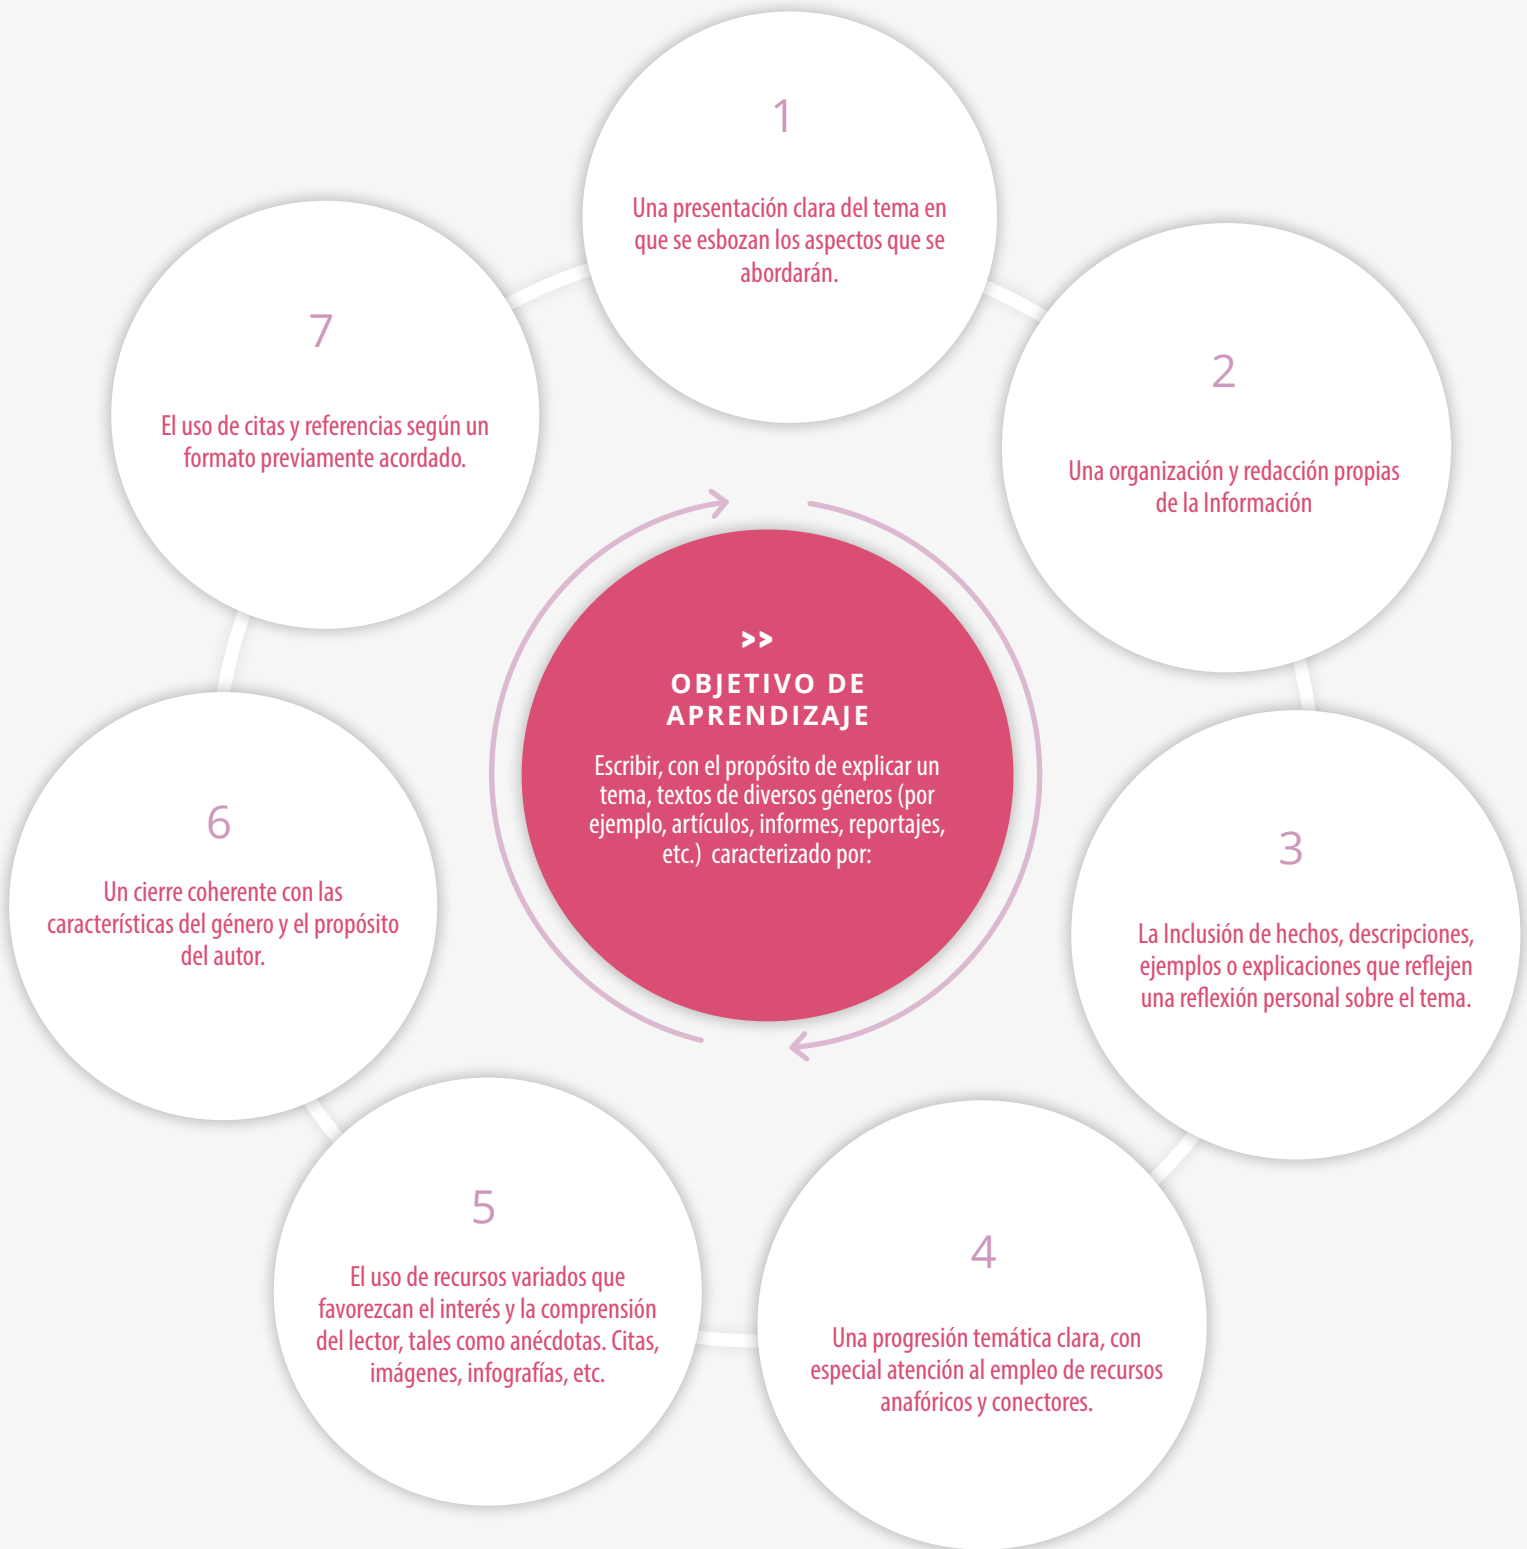 1
Una presentación clara del tema en
que se esbozan los aspectos que se
abordarán.
2
Una organización y redacción propias
de la Información
3
La Inclusión de hechos, descripciones,
ejemplos o explicaciones que reflejen
una reflexión personal sobre el tema.
4
Una progresión temática clara, con
especial atención al empleo de recursos
anafóricos y conectores.
5
El uso de recursos variados que
favorezcan el interés y la comprensión
del lector, tales como anécdotas. Citas,
imágenes, infografías, etc.
6
Un cierre coherente con las
características del género y el propósito
del autor.
7
El uso de citas y referencias según un
formato previamente acordado.
>>
OBJETIVO DE
APRENDIZAJE
Escribir, con el propósito de explicar un
tema, textos de diversos géneros (por
ejemplo, artículos, informes, reportajes,
etc.) caracterizado por: